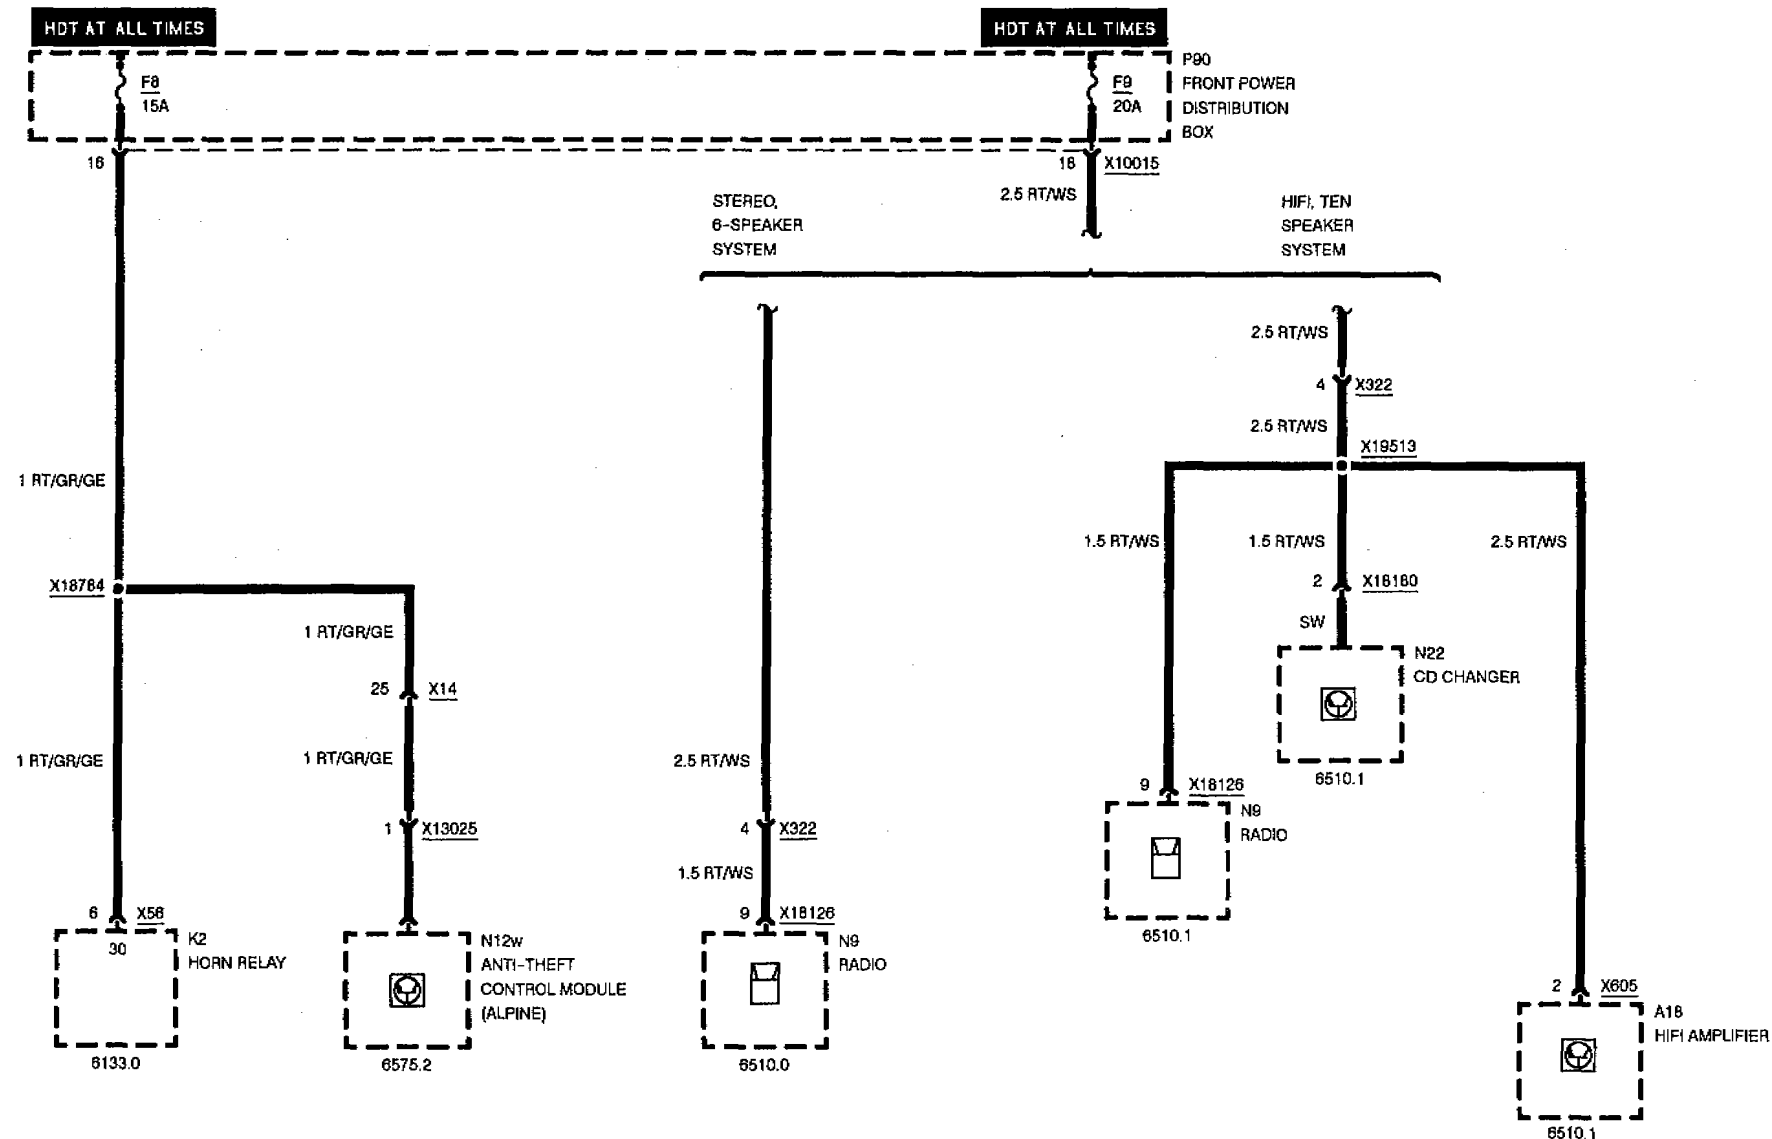 HOT AT ALL TIMES
HOT AT ALL TIMES
F8
15A
F9
20A
P90
FRONT POWER
DISTRIBUTION
BOX
16
18
X10015
2.5 RT/WS
STEREO,
6-SPEAKER
SYSTEM
HIFI, TEN
SPEAKER
SYSTEM
2.5 RT/WS
4
X322
2.5 RT/WS
X19513
1 RT/GR/GE
1.5 RT/WS
1.5 RT/WS
2.5 RT/WS
X18784
2
X18180
1 RT/GR/GE
SW
N22
CD CHANGER
25
X14
1 RT/GR/GE
1 RT/GR/GE
2.5 RT/WS
6510.1
9
X18126
N9
RADIO
1
X13025
4
X322
1.5 RT/WS
6
X56
9
X18126
6510.1
30
K2
HORN RELAY
N12w
ANTI-THEFT
CONTROL MODULE
(ALPINE)
N9
RADIO
2
X605
A18
HIFI AMPLIFIER
6133.0
6575.2
6510.0
6510.1